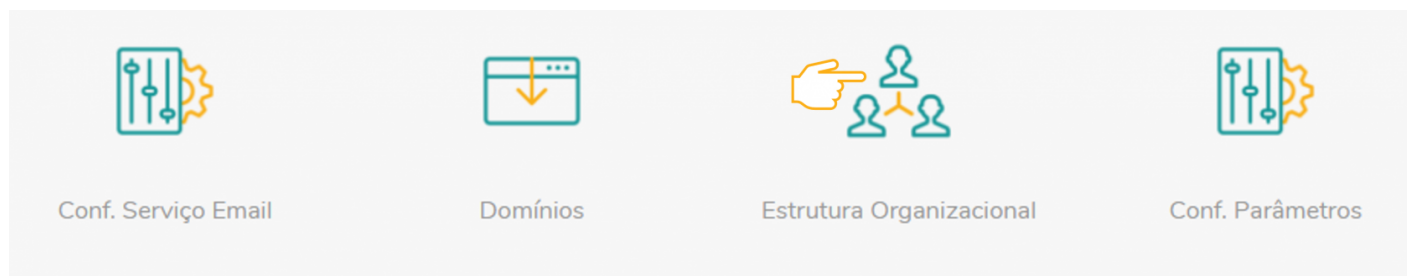 Conf. Serviço Email
Domínios
Estrutura Organizacional
Conf. Parâmetros